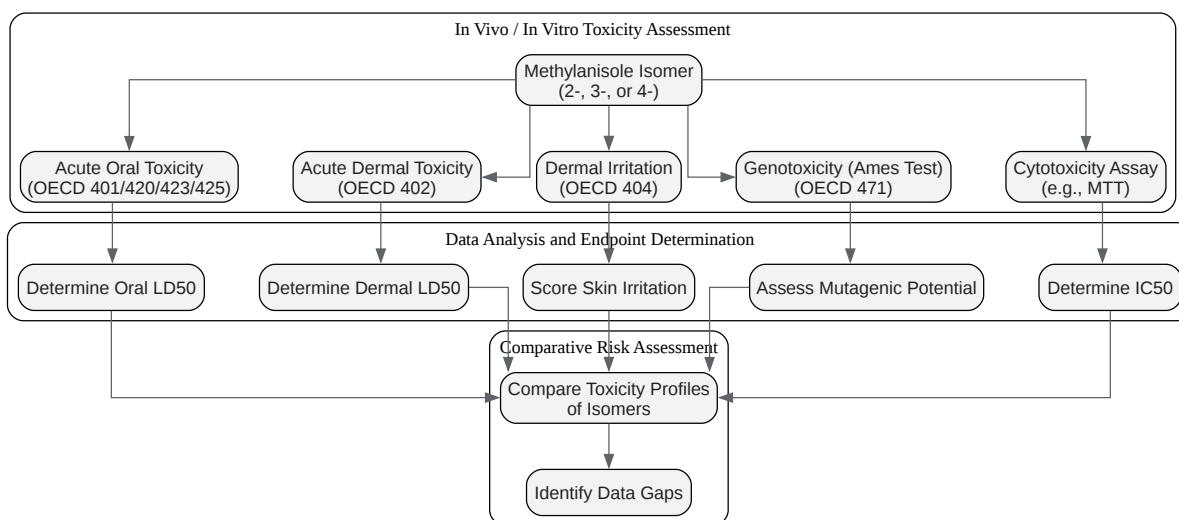 In Vivo / In Vitro Toxicity Assessment
Methylanisole Isomer
(2-, 3-, or 4-)
Acute Oral Toxicity
(OECD 401/420/423/425)
Acute Dermal Toxicity
(OECD 402)
Dermal Irritation
(OECD 404)
Genotoxicity (Ames Test)
(OECD 471)
Cytotoxicity Assay
(e.g., MTT)
Data Analysis and Endpoint Determination
Determine Oral LD50
Determine Dermal LD50
Score Skin Irritation
Assess Mutagenic Potential
Determine IC50
Comparative Risk Assessment
Compare Toxicity Profiles
of Isomers
Identify Data Gaps